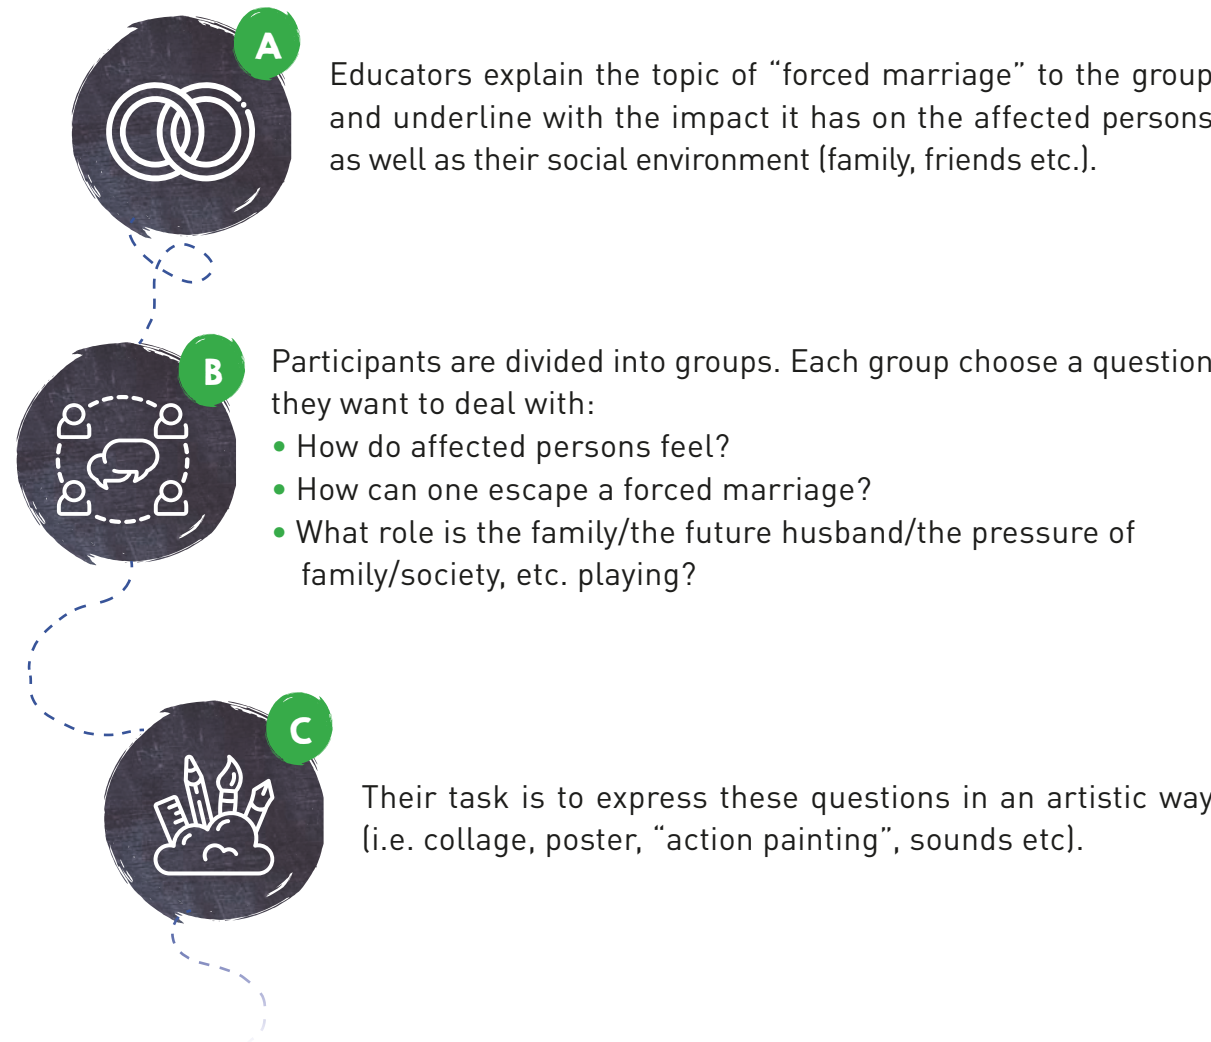 A
Educators explain the topic of “forced marriage” to the group
and underline with the impact it has on the affected persons
as well as their social environment (family, friends etc.).
B
Participants are divided into groups. Each group choose a question
they want to deal with:
• How do affected persons feel?
• How can one escape a forced marriage?
• What role is the family/the future husband/the pressure of
family/society, etc. playing?
C
Their task is to express these questions in an artistic way
(i.e. collage, poster, “action painting”, sounds etc).